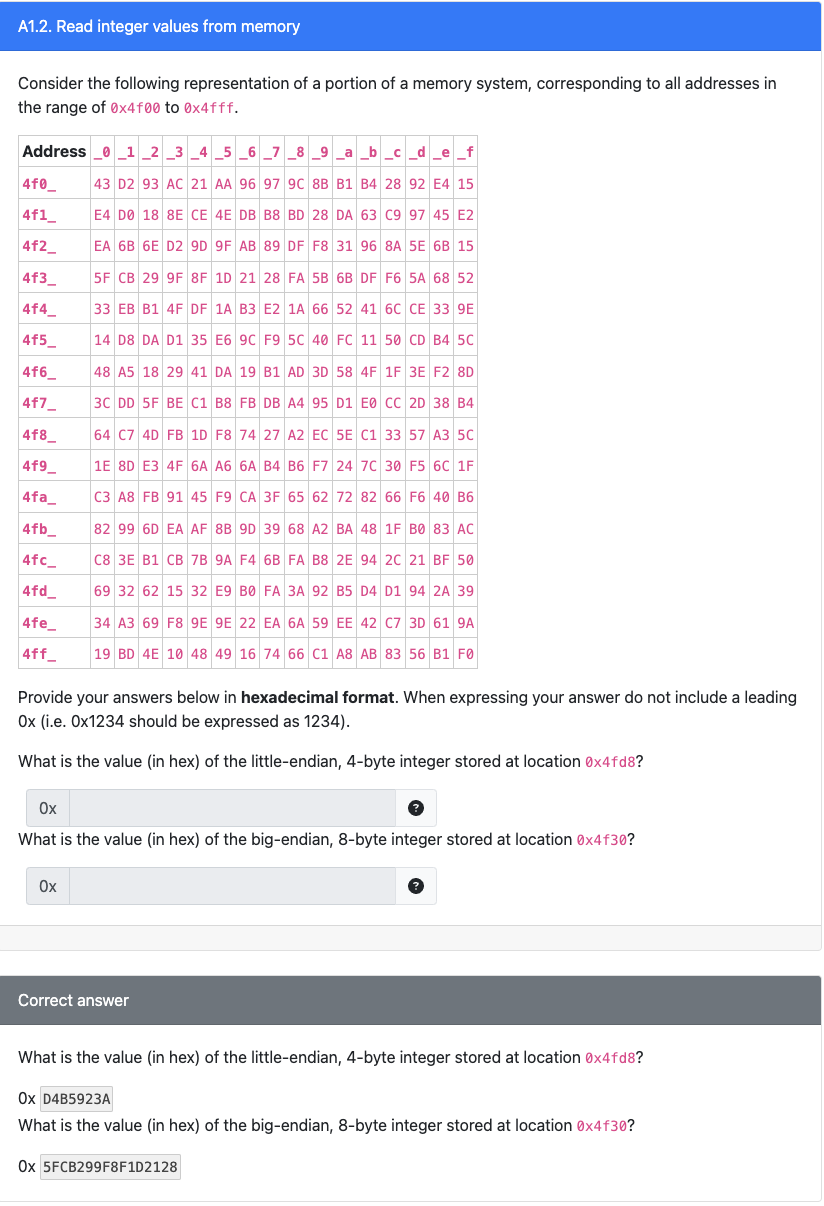 A1.2. Read integer values from memory
Consider the following representation of a portion of a memory system, corresponding to all addresses in
the range of 0x4f00 to 0x4fff.
Address _0 _1 _2 _3 _4 _5 _6 _7 _8 _9 _a _b _c _d _e _f
4f0_ 43 D2 93 AC 21 AA 96 97 9C 8B B1 B4 28 92 E4 15
4f1_ E4 D0 18 8E CE 4E DB B8 BD 28 DA 63 C9 97 45 E2
4f2_ EA 6B 6E D2 9D 9F AB 89 DF F8 31 96 8A 5E 6B 15
4f3_ 5F CB 29 9F 8F 1D 21 28 FA 5B 6B DF F6 5A 68 52
4f4_ 33 EB B1 4F DF 1A B3 E2 1A 66 52 41 6C CE 33 9E
4f5_ 14 D8 DA D1 35 E6 9C F9 5C 40 FC 11 50 CD B4 5C
4f6_ 48 A5 18 29 41 DA 19 B1 AD 3D 58 4F 1F 3E F2 8D
4f7_ 3C DD 5F BE C1 B8 FB DB A4 95 D1 E0 CC 2D 38 B4
4f8_ 64 C7 4D FB 1D F8 74 27 A2 EC 5E C1 33 57 A3 5C
4f9_ 1E 8D E3 4F 6A A6 6A B4 B6 F7 24 7C 30 F5 6C 1F
4fa_ C3 A8 FB 91 45 F9 CA 3F 65 62 72 82 66 F6 40 B6
4fb_ 82 99 6D EA AF 8B 9D 39 68 A2 BA 48 1F B0 83 AC
4fc_ C8 3E B1 CB 7B 9A F4 6B FA B8 2E 94 2C 21 BF 50
4fd_ 69 32 62 15 32 E9 B0 FA 3A 92 B5 D4 D1 94 2A 39
4fe_ 34 A3 69 F8 9E 9E 22 EA 6A 59 EE 42 C7 3D 61 9A
4ff_ 19 BD 4E 10 48 49 16 74 66 C1 A8 AB 83 56 B1 F0
Provide your answers below in hexadecimal format. When expressing your answer do not include a leading
0x (i.e. 0x1234 should be expressed as 1234).
What is the value (in hex) of the little-endian, 4-byte integer stored at location 0x4fd8?
0x ?
What is the value (in hex) of the big-endian, 8-byte integer stored at location 0x4f30?
0x ?
Correct answer
What is the value (in hex) of the little-endian, 4-byte integer stored at location 0x4fd8?
0x D4B5923A
What is the value (in hex) of the big-endian, 8-byte integer stored at location 0x4f30?
0x 5FCB299F8F1D2128